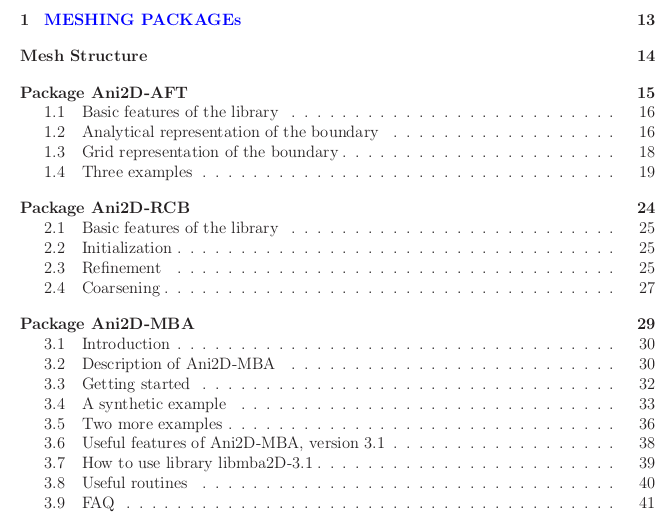 1 MESHING PACKAGEs 13
Mesh Structure 14
Package Ani2D-AFT 15
1.1 Basic features of the library . . . . . . . . . . . . . . . . . . . . . . . . . . 16
1.2 Analytical representation of the boundary . . . . . . . . . . . . . . . . . . 16
1.3 Grid representation of the boundary . . . . . . . . . . . . . . . . . . . . . . 18
1.4 Three examples . . . . . . . . . . . . . . . . . . . . . . . . . . . . . . . . . 19
Package Ani2D-RCB 24
2.1 Basic features of the library . . . . . . . . . . . . . . . . . . . . . . . . . . 25
2.2 Initialization . . . . . . . . . . . . . . . . . . . . . . . . . . . . . . . . . . . 25
2.3 Refinement . . . . . . . . . . . . . . . . . . . . . . . . . . . . . . . . . . . 25
2.4 Coarsening . . . . . . . . . . . . . . . . . . . . . . . . . . . . . . . . . . . . 27
Package Ani2D-MBA 29
3.1 Introduction . . . . . . . . . . . . . . . . . . . . . . . . . . . . . . . . . . . 30
3.2 Description of Ani2D-MBA . . . . . . . . . . . . . . . . . . . . . . . . . . 30
3.3 Getting started . . . . . . . . . . . . . . . . . . . . . . . . . . . . . . . . . 32
3.4 A synthetic example . . . . . . . . . . . . . . . . . . . . . . . . . . . . . . 33
3.5 Two more examples . . . . . . . . . . . . . . . . . . . . . . . . . . . . . . . 36
3.6 Useful features of Ani2D-MBA, version 3.1 . . . . . . . . . . . . . . . . . . 38
3.7 How to use library libmba2D-3.1 . . . . . . . . . . . . . . . . . . . . . . . . 39
3.8 Useful routines . . . . . . . . . . . . . . . . . . . . . . . . . . . . . . . . . 40
3.9 FAQ . . . . . . . . . . . . . . . . . . . . . . . . . . . . . . . . . . . . . . . 41